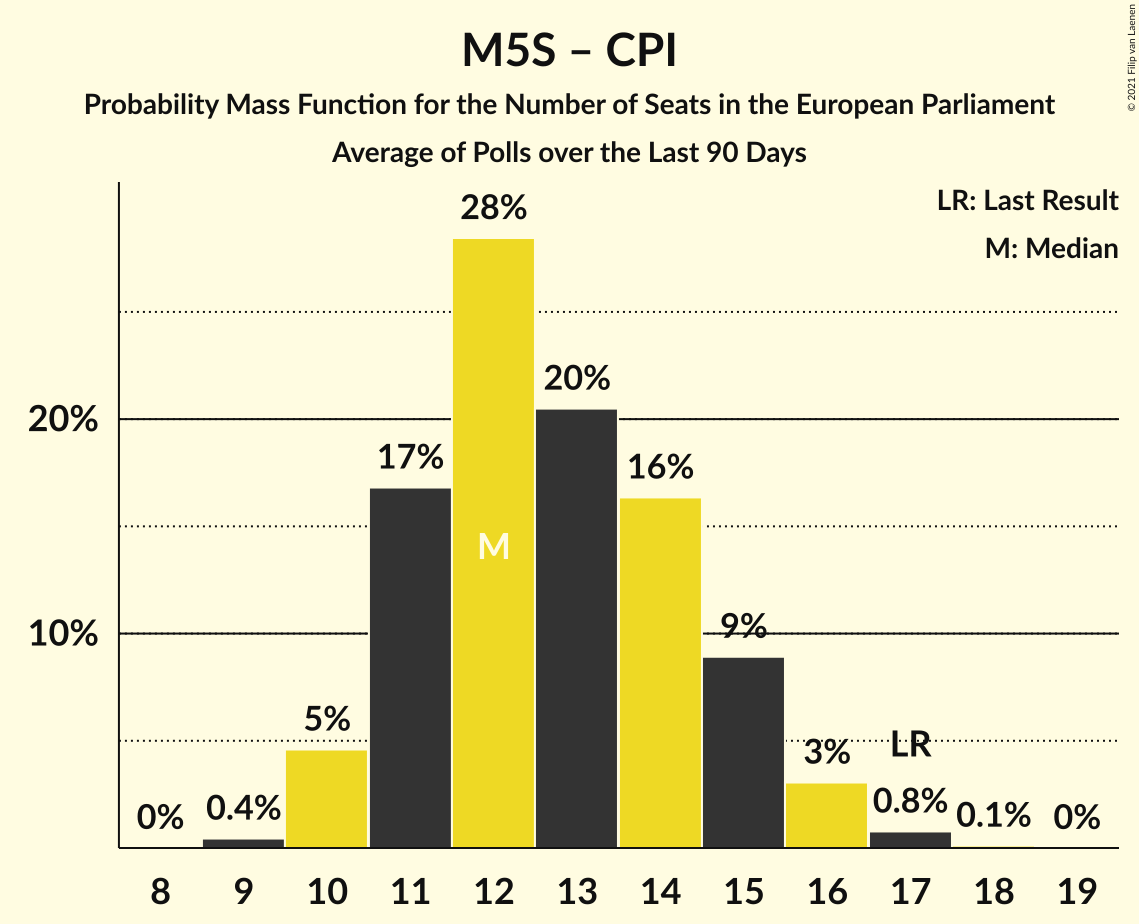 M5S – CPI
Probability Mass Function for the Number of Seats in the European Parliament
Average of Polls over the Last 90 Days
© 2021 Filip van Laenen
LR: Last Result
M: Median
28%
20%
20%
17%
16%
M
10%
9%
5%
LR
3%
0%
0.4%
0.8%
0.1%
0%
8 9 10 11 12 13 14 15 16 17 18 19